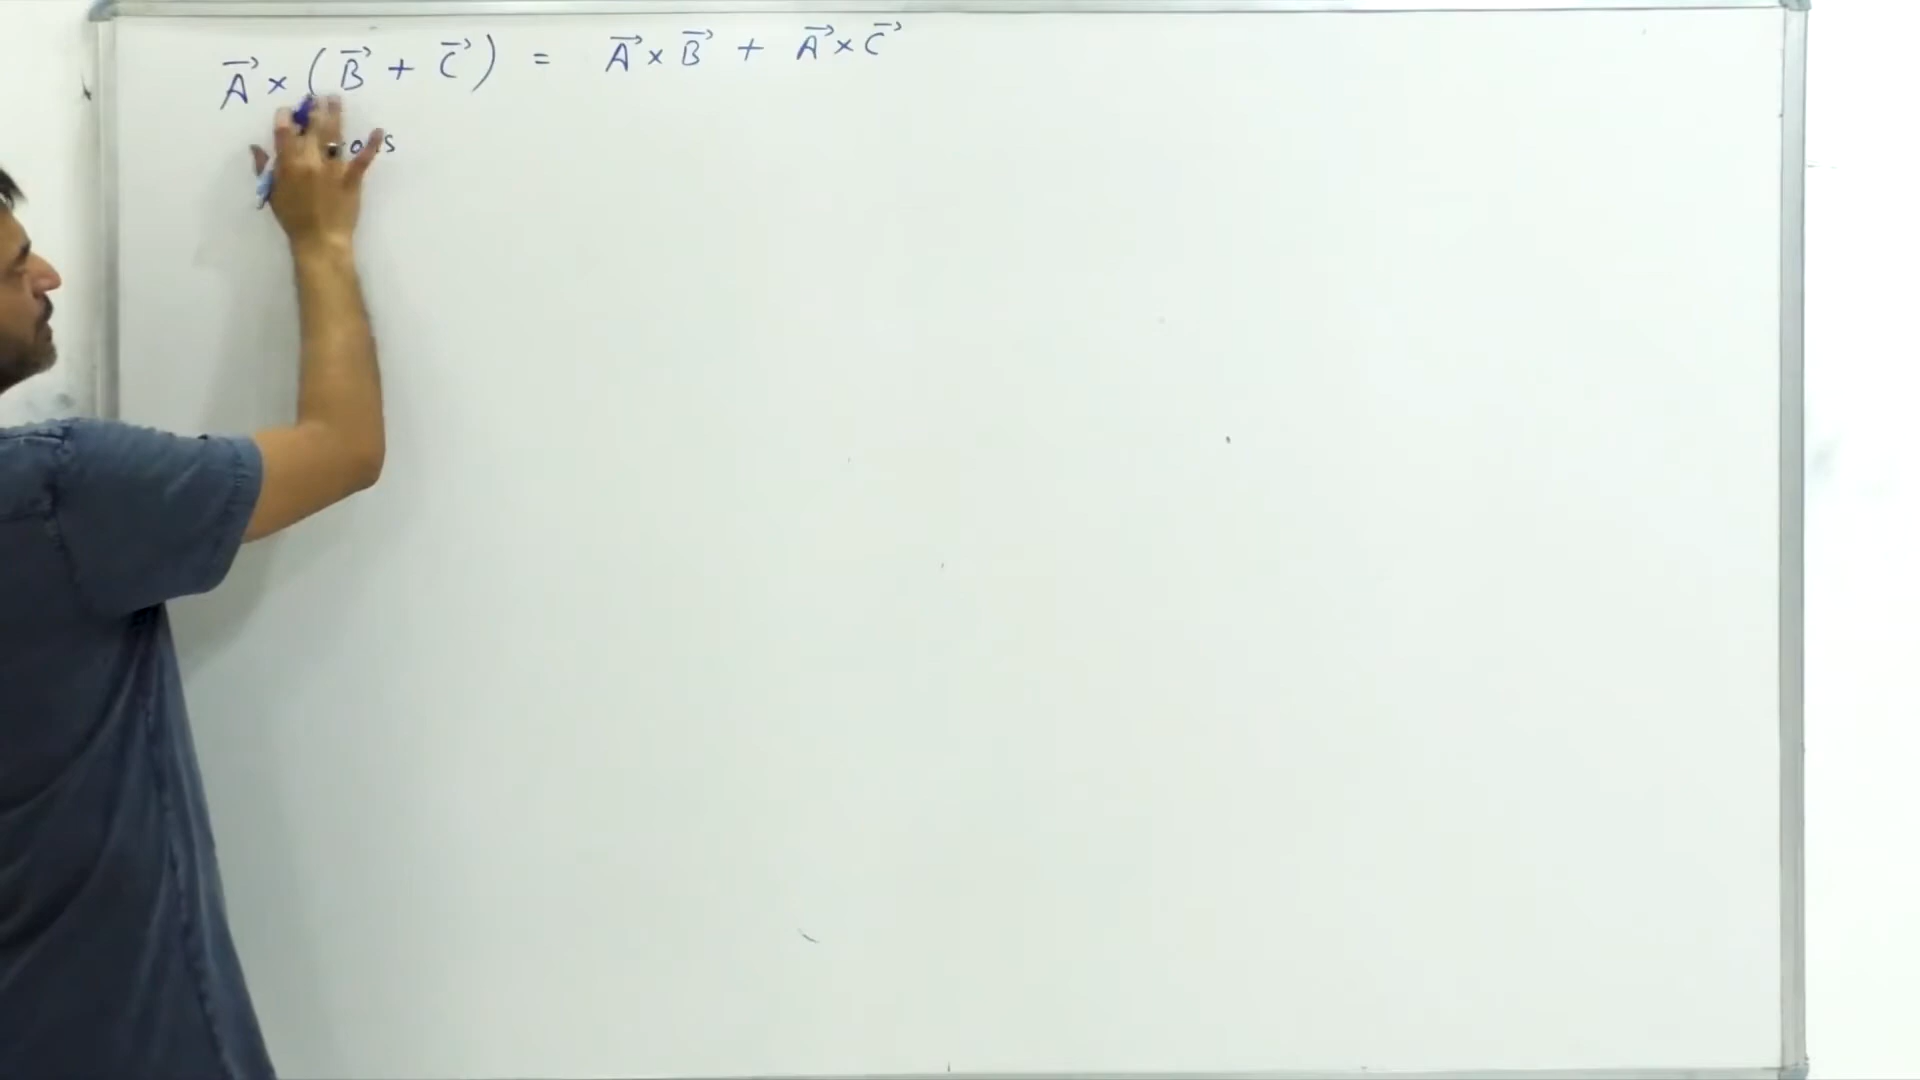 A⃗ × (B⃗ + C⃗) = A⃗ × B⃗ + A⃗ × C⃗